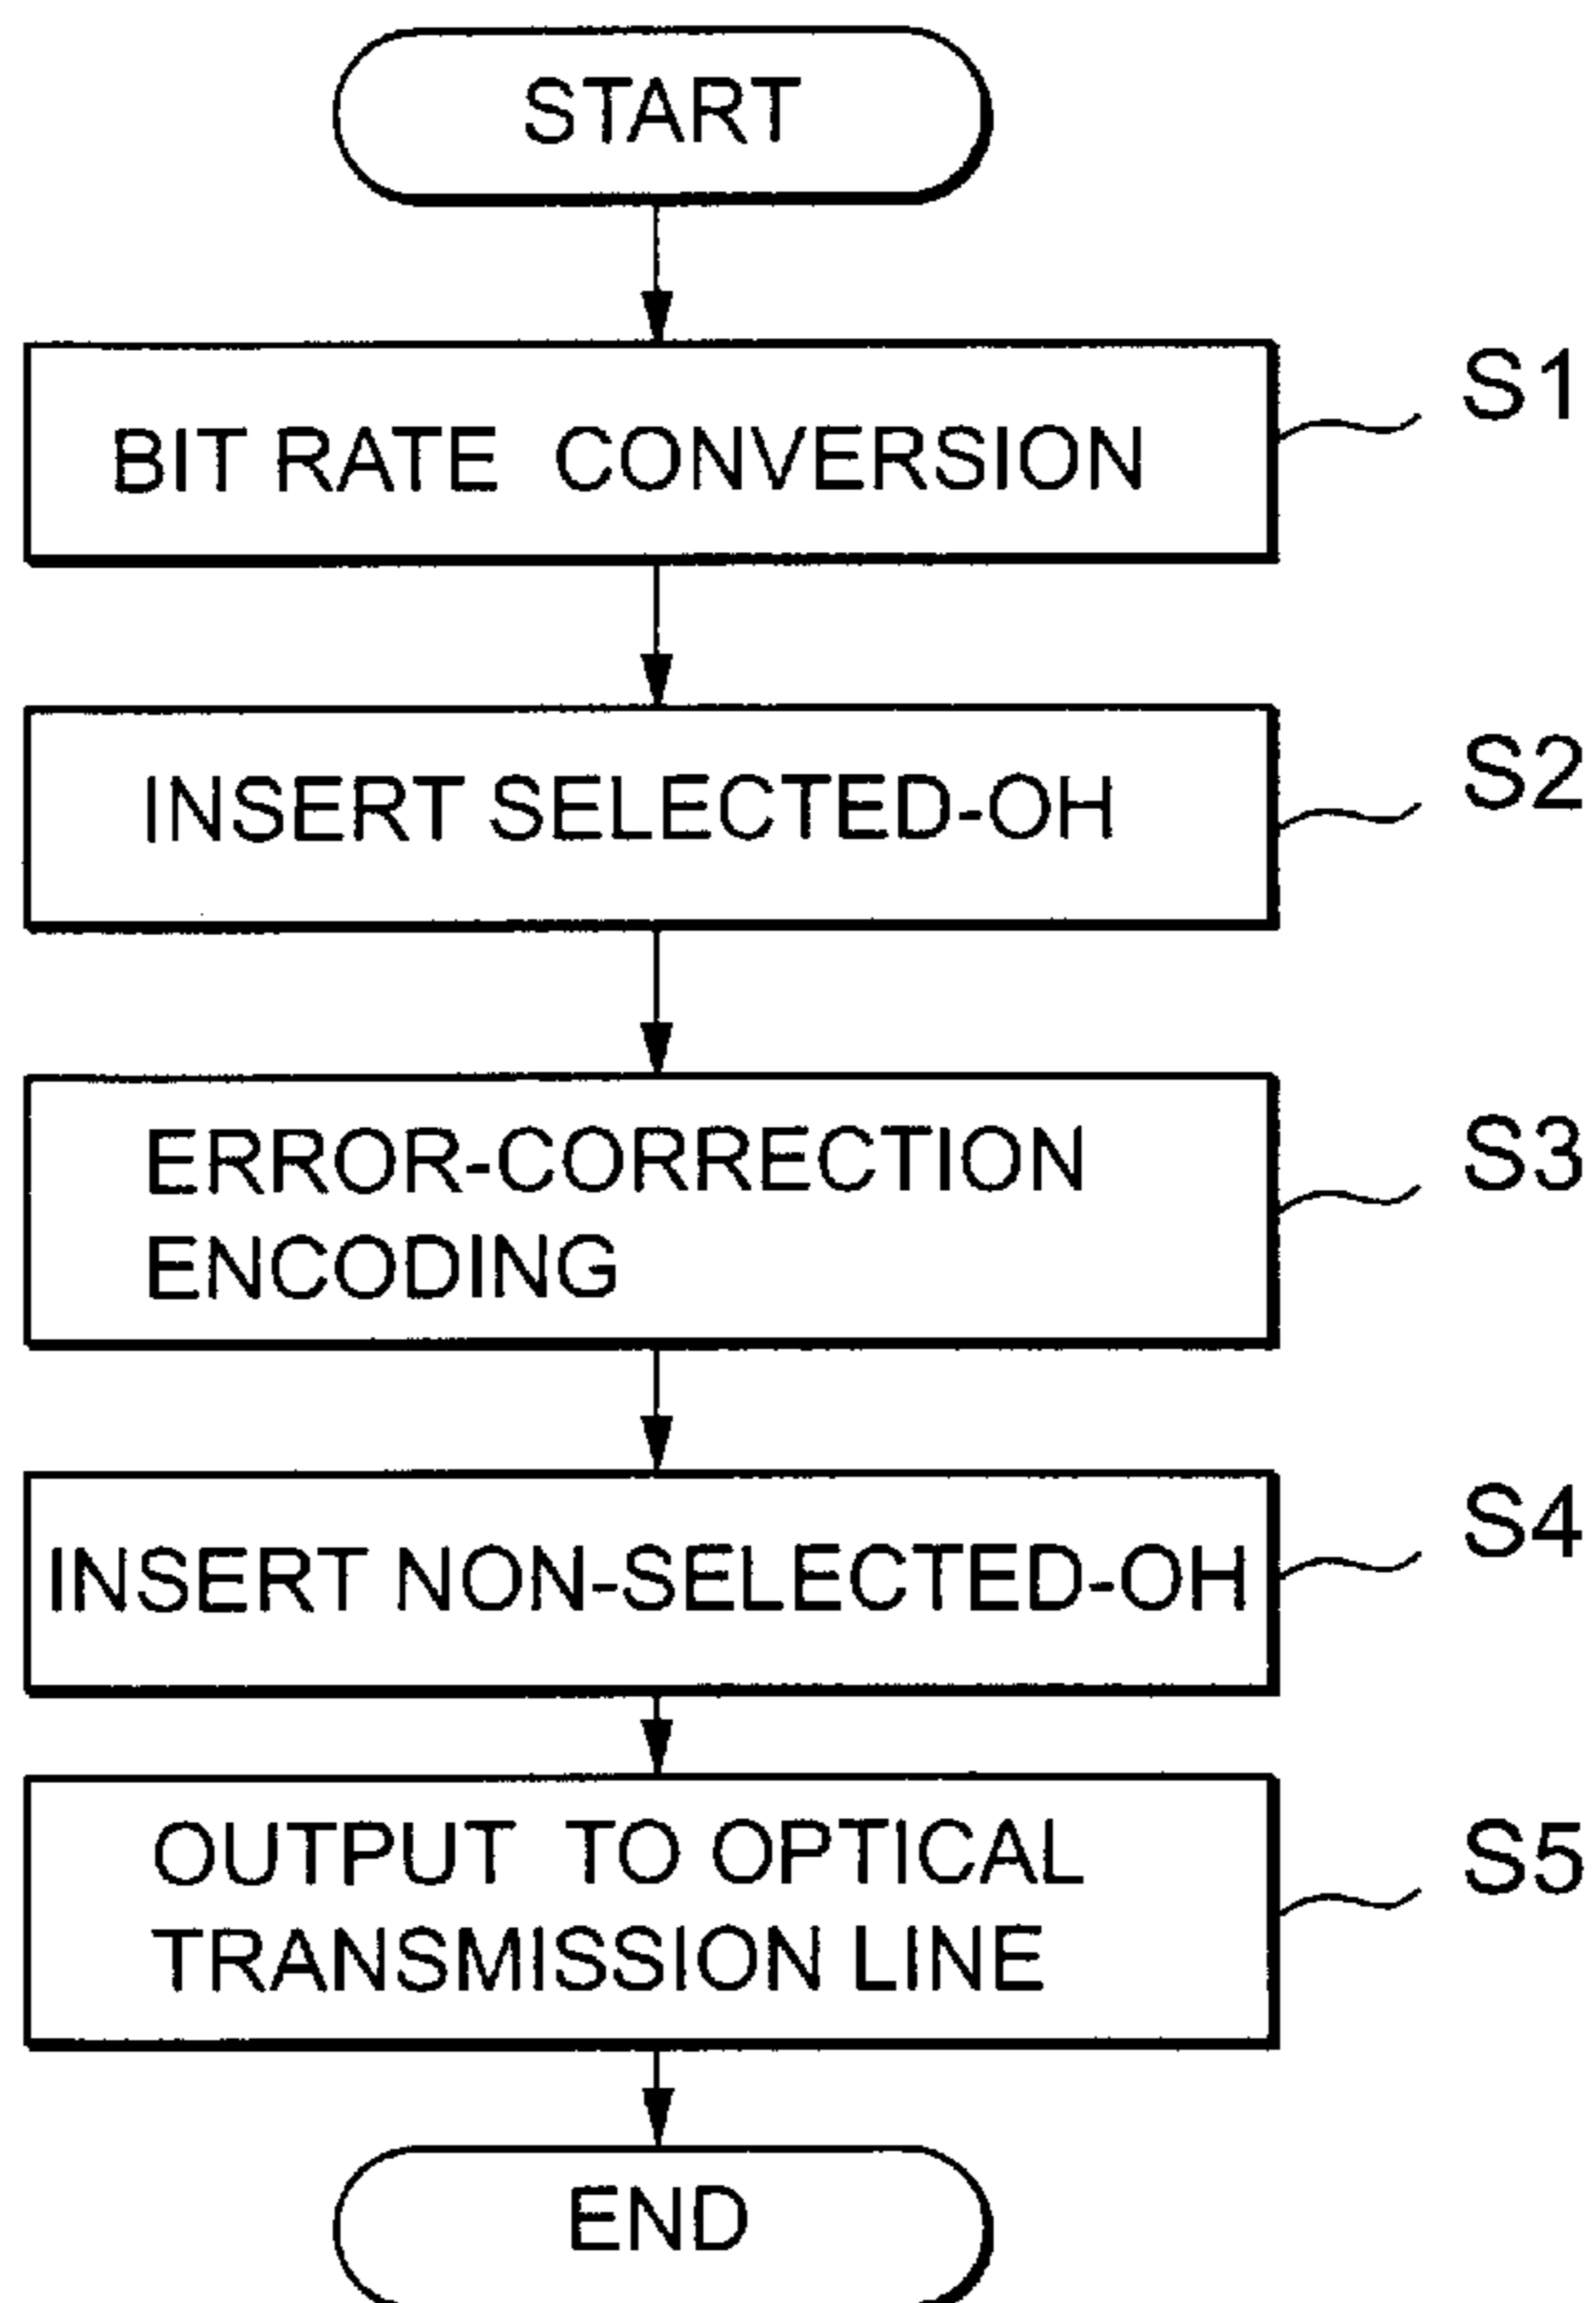 START
BIT RATE CONVERSION
S1
INSERT SELECTED-OH
S2
ERROR-CORRECTION
ENCODING
S3
INSERT NON-SELECTED-OH
S4
OUTPUT TO OPTICAL
TRANSMISSION LINE
S5
END